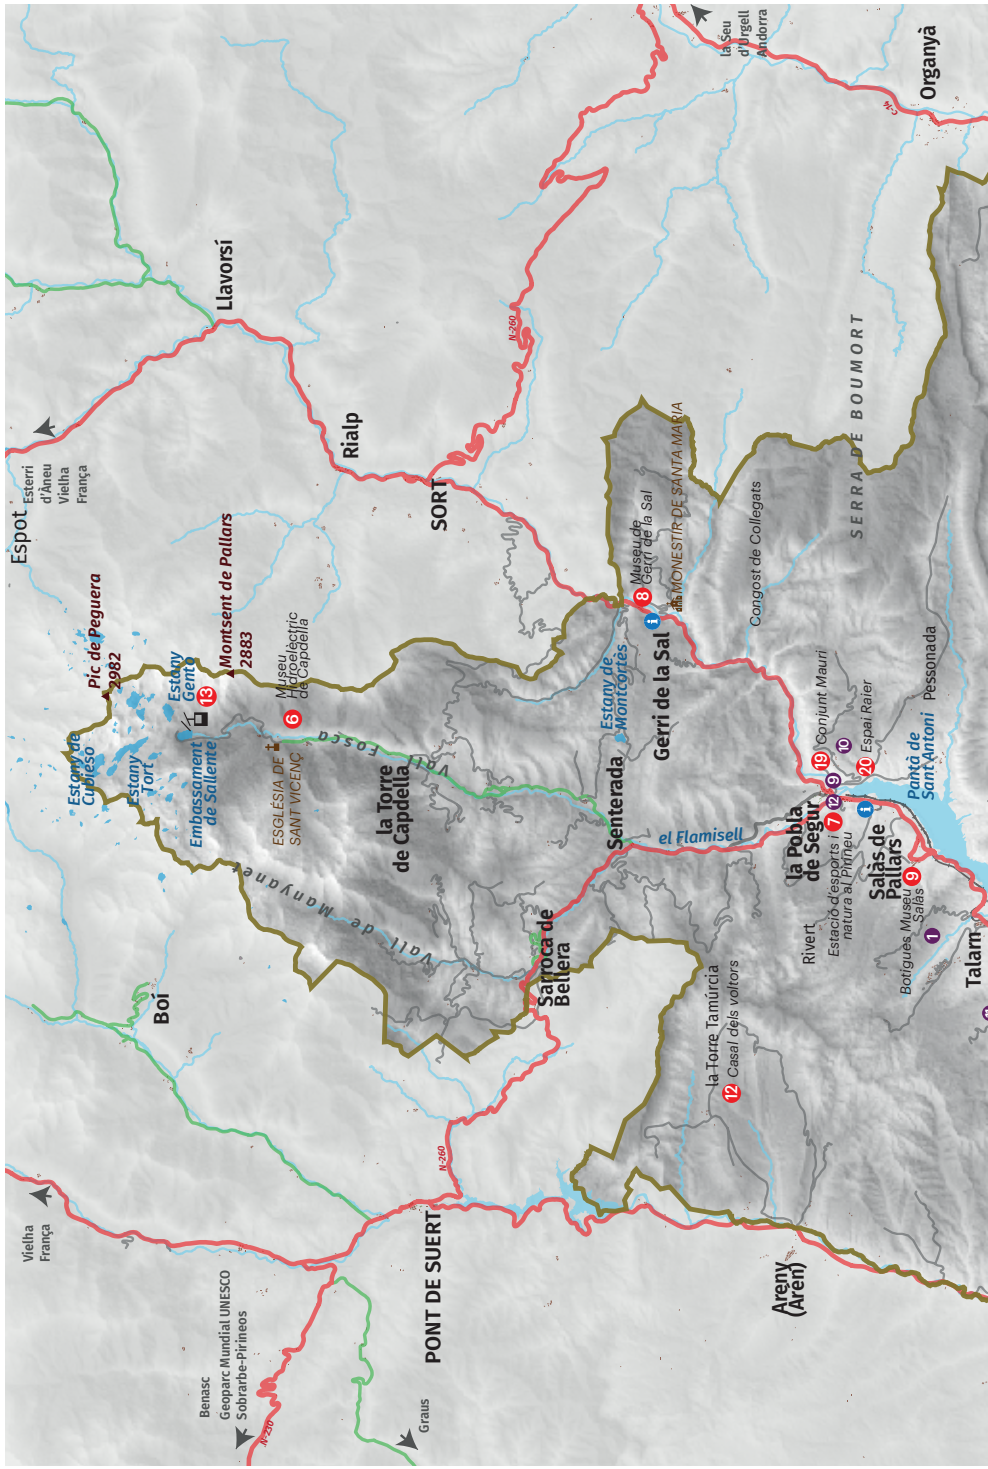 Vielha
França
Benasc
Geoparc Mundial UNESCO
Sobrarbe-Pirineos
N-230
Graus
PONT DE SUERT
N-260
Areny
(Arén)
Boí
Vall de Manyanet
Sarroca de
Bellera
la Torre Tamúrcia
12
Casal dels voltors
Estany de
Cubieso
Estany
Tort
Embassament
de Sallente
Pic de Peguera
2982
Estany
Gento
13
Montsent de Pallars
2883
6
Museu
Hidroelèctric
de Capdella
ESGLÉSIA DE
SANT VICENÇ
Vall Fosca
la Torre
de Capdella
Senterada
el Flamisell
Espot
Esterri
d'Àneu
Vielha
França
Llavorsí
Rialp
SORT
N-260
la Seu
d'Urgell
Andorra
Organyà
C-14
Estany de
Montcortès
Gerri de la Sal
8
Museu de
Gerri de la Sal
MONESTIR DE SANTA MARIA
Congost de Collegats
SERRA DE BOUMORT
Pessonada
19
Conjunt Mauri
10
20
Espai Raier
9
12
7
la Pobla
de Segur
Estació d'esports i
natura al Pirineu
Rivert
Pantà de
Sant Antoni
Salàs de
Pallars
9
Botigues Museu
Salàs
1
Talarn